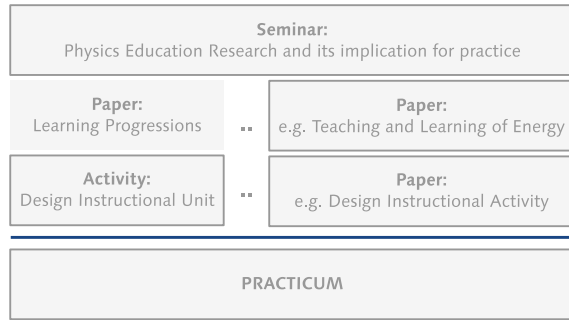 Seminar:
Physics Education Research and its implication for practice
Paper:
Learning Progressions
..
Paper:
e.g. Teaching and Learning of Energy
Activity:
Design Instructional Unit
..
Paper:
e.g. Design Instructional Activity
PRACTICUM